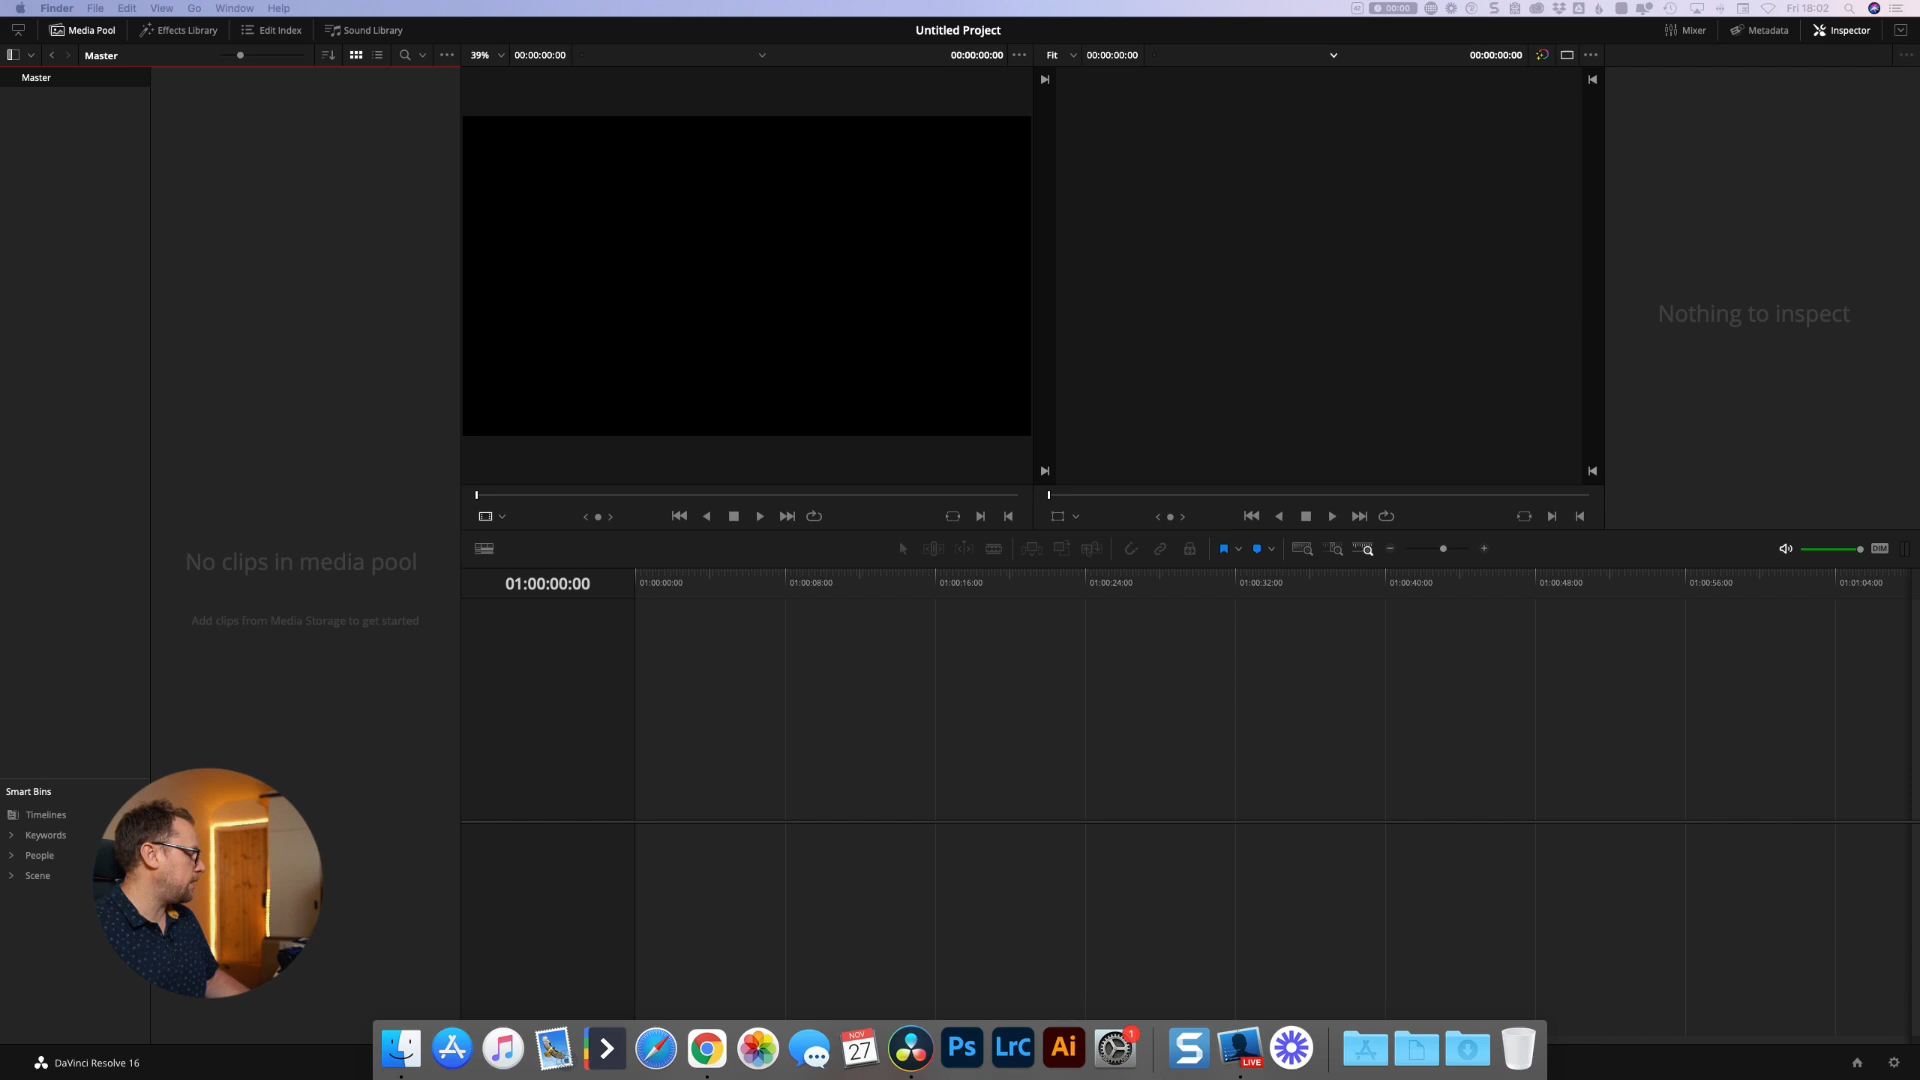 Finder File Edit View Go Window Help 00:00 Fri 18:02
Media Pool Effects Library Edit Index Sound Library Untitled Project Mixer Metadata Inspector
Master 39% 00:00:00:00 00:00:00:00 Fit 00:00:00:00 00:00:00:00
Master
Nothing to inspect
No clips in media pool
Add clips from Media Storage to get started
DIM
01:00:00:00 01:00:00:00 01:00:08:00 01:00:16:00 01:00:24:00 01:00:32:00 01:00:40:00 01:00:48:00 01:00:56:00 01:01:04:00
Smart Bins
Timelines
Keywords
People
Scene
NOV
27 Ps LrC Ai 1 S LIVE
DaVinci Resolve 16